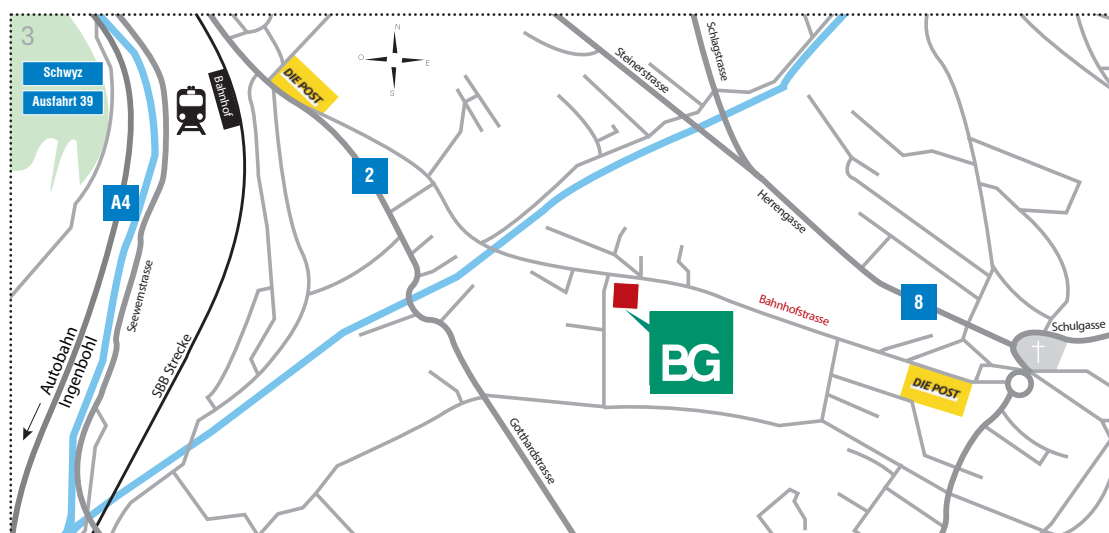 3
Schwyz
Ausfahrt 39
Bahnhof
DIE POST
N
O
E
S
Steinerstrasse
Schlagstrasse
2
A4
Herrengasse
Seewernstrasse
8
Bahnhofstrasse
Schulgasse
SBB Strecke
Autobahn
Ingenbohl
BG
DIE POST
Gotthardstrasse